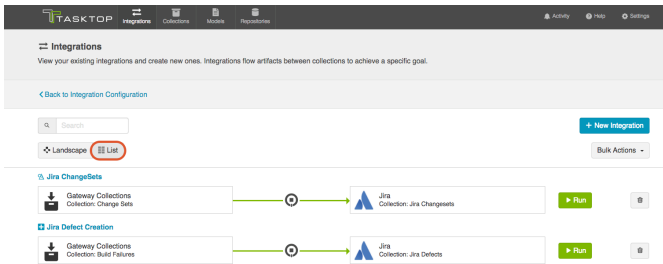 TASKTOP
Integrations
Collections
Models
Repositories
Activity
Help
Settings
Integrations
View your existing integrations and create new ones. Integrations flow artifacts between collections to achieve a specific goal.
Back to Integration Configuration
Search
+ New Integration
Landscape
List
Bulk Actions
Jira ChangeSets
Gateway Collections
Collection: Change Sets
Jira
Collection: Jira Changesets
Run
Jira Defect Creation
Gateway Collections
Collection: Build Failures
Jira
Collection: Jira Defects
Run